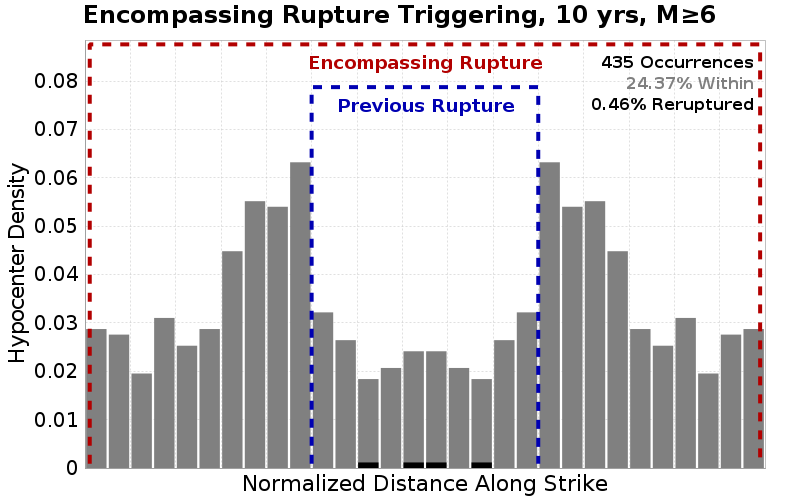 Encompassing Rupture Triggering, 10 yrs, M≥6
Encompassing Rupture
435 Occurrences
24.37% Within
0.46% Reruptured
Previous Rupture
Hypocenter Density
0.08
0.07
0.06
0.05
0.04
0.03
0.02
0.01
0
Normalized Distance Along Strike